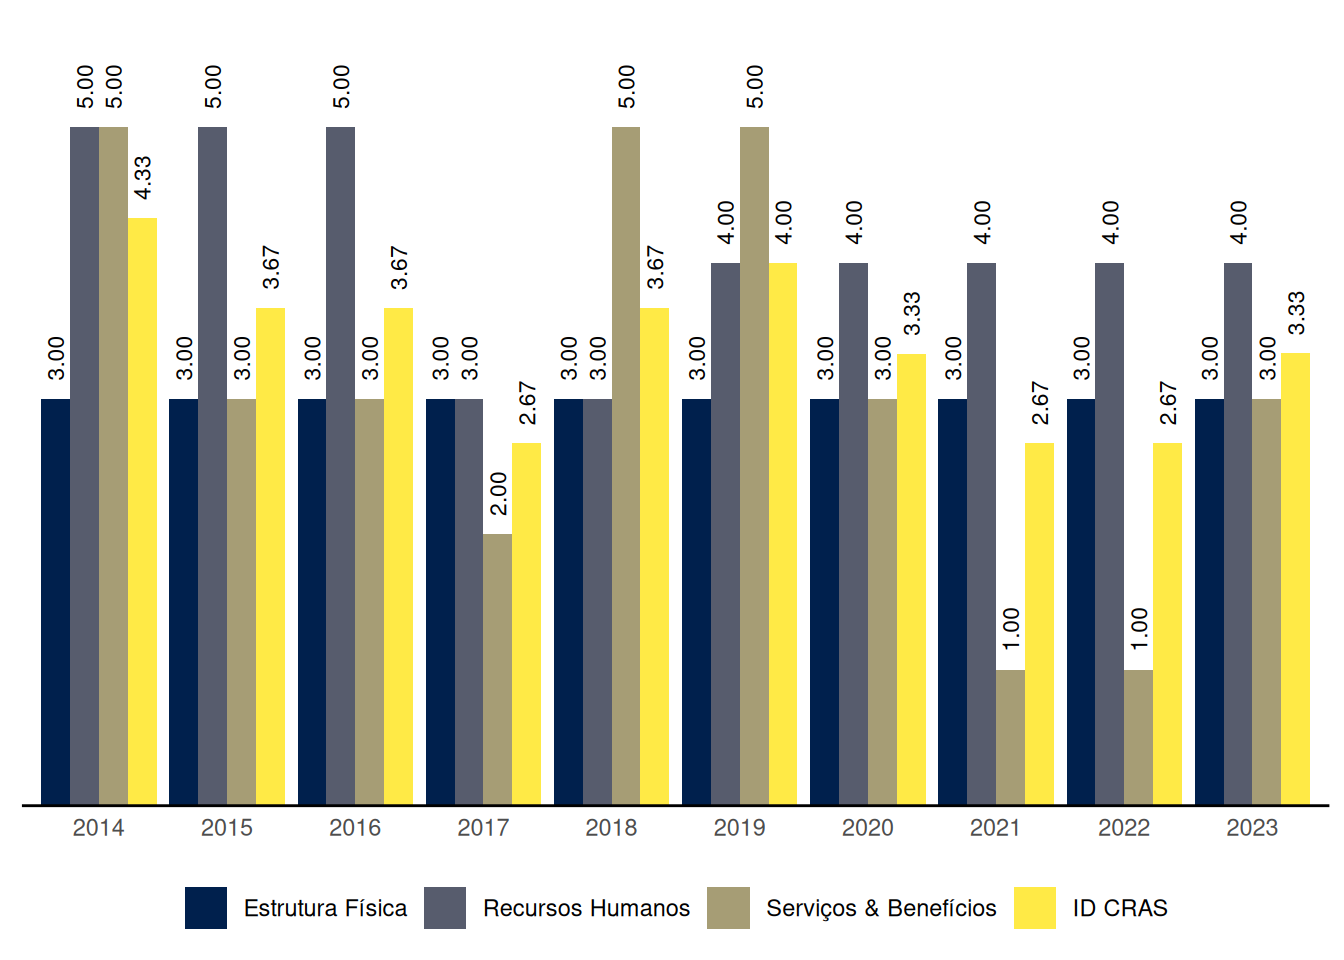 5.00 5.00 5.00 5.00 5.00 5.00
4.33
4.00 4.00 4.00 4.00 4.00 4.00
3.67 3.67 3.67
3.33 3.33
3.00 3.00 3.00 3.00 3.00 3.00 3.00 3.00 3.00 3.00 3.00 3.00 3.00 3.00 3.00 3.00
2.67 2.67 2.67
2.00
1.00 1.00
2014 2015 2016 2017 2018 2019 2020 2021 2022 2023
Estrutura Física Recursos Humanos Serviços & Benefícios ID CRAS